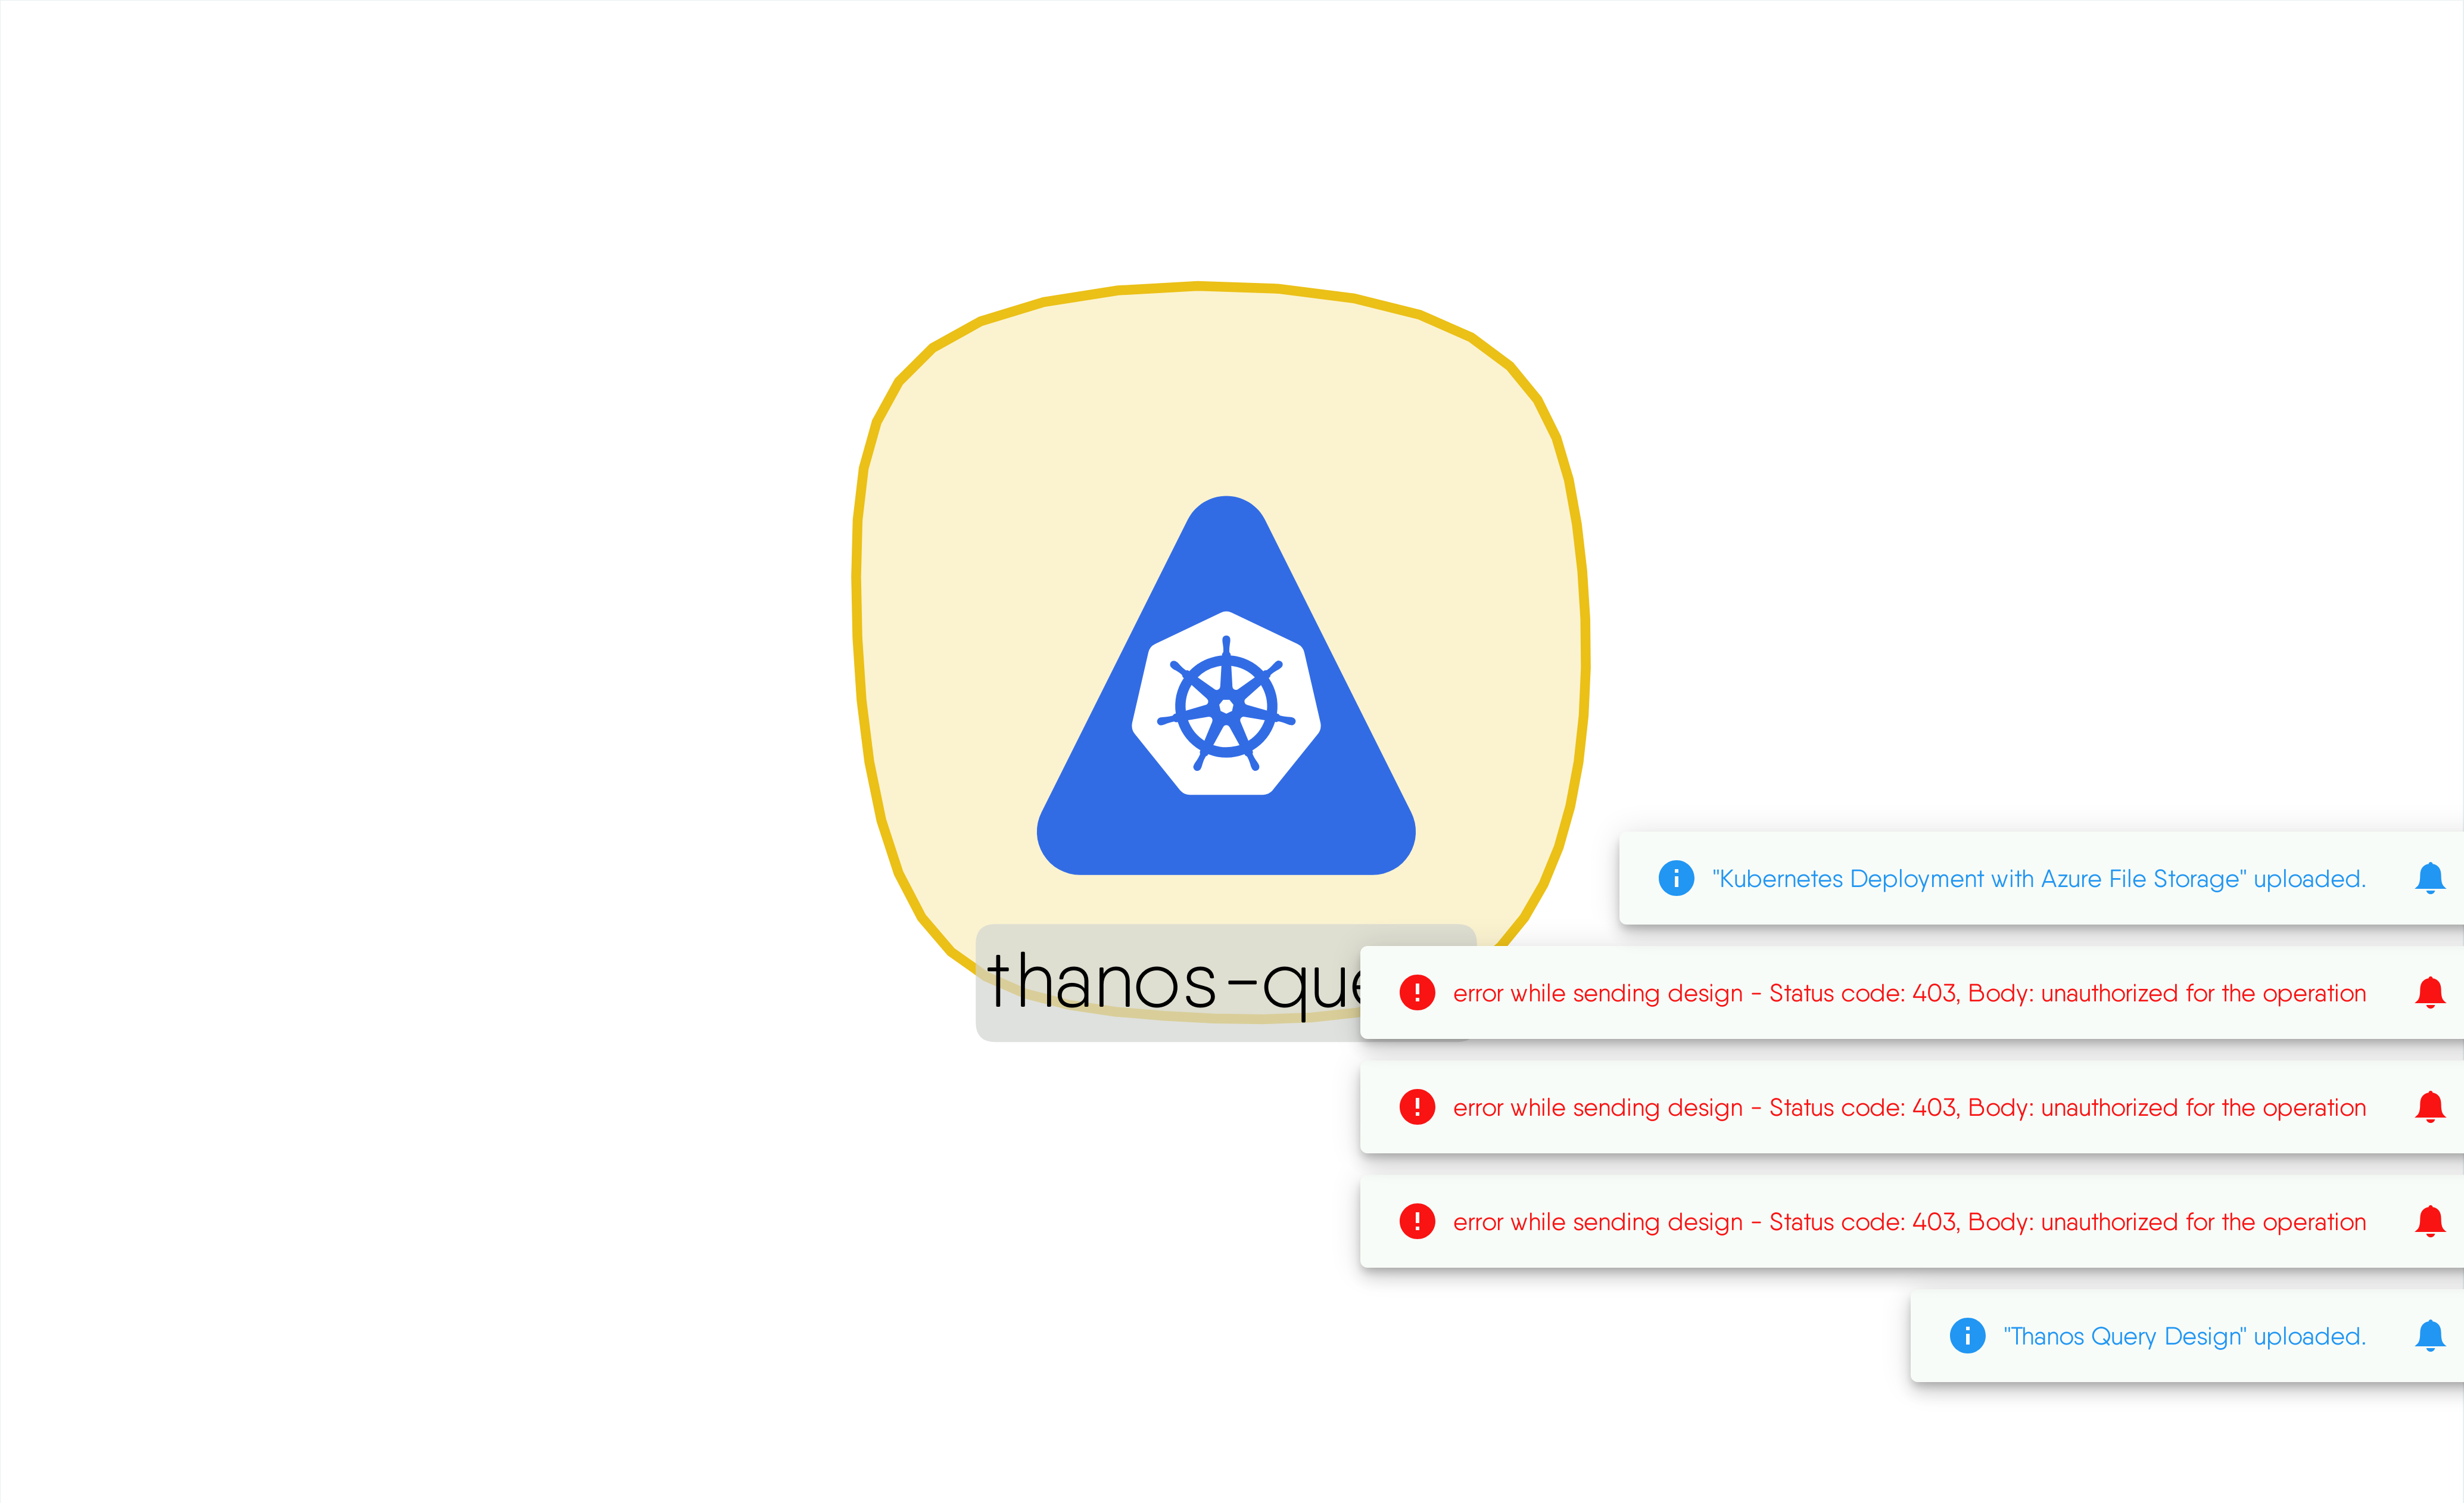 "Kubernetes Deployment with Azure File Storage" uploaded.
thanos-que
error while sending design - Status code: 403, Body: unauthorized for the operation
error while sending design - Status code: 403, Body: unauthorized for the operation
error while sending design - Status code: 403, Body: unauthorized for the operation
"Thanos Query Design" uploaded.